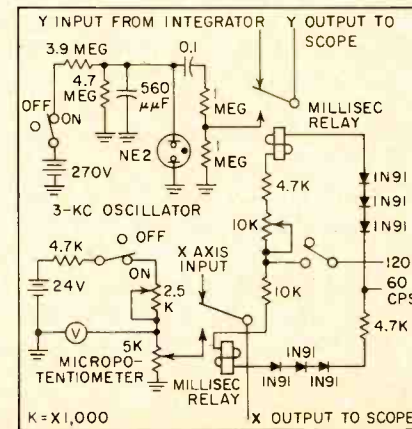 Y INPUT FROM INTEGRATOR
Y OUTPUT TO
SCOPE
3.9 MEG
0.1
4.7
MEG
560
μμF
1
MEG
MILLISEC
RELAY
OFF
ON
NE2
1
MEG
270V
3-KC OSCILLATOR
4.7K
1N91
1N91
1N91
10K
4.7K
OFF
ON
X AXIS
INPUT
120
60
CPS
24V
2.5
K
10K
4.7K
V
5K
MICROPO-
TENTIOMETER
MILLISEC
RELAY
1N91
1N91
1N91
K=X1,000
X OUTPUT TO SCOPE